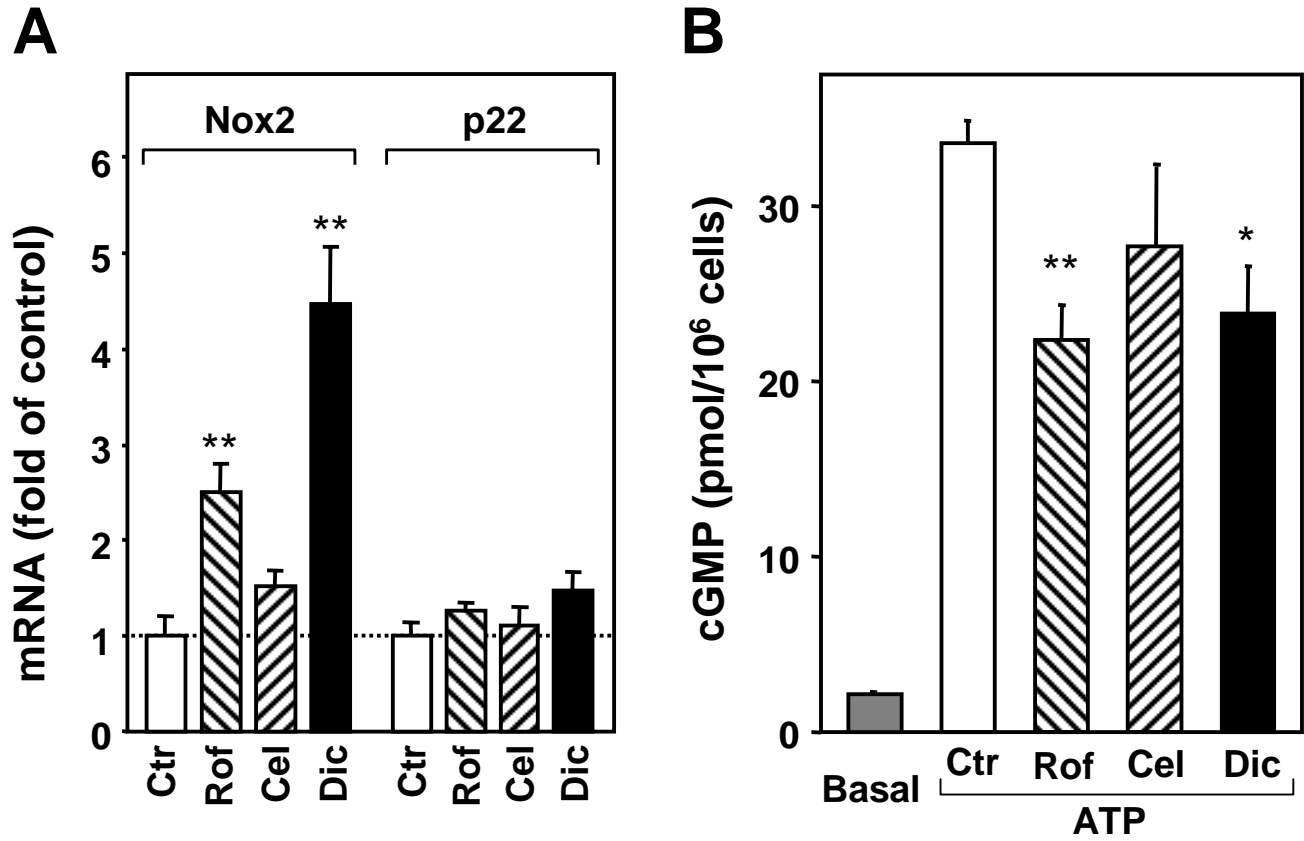 A
Nox2 p22
6
5
4
3
2
1
0
mRNA (fold of control)
**
**
Ctr Rof Cel Dic Ctr Rof Cel Dic
B
30
20
10
0
cGMP (pmol/10⁶ cells)
**
*
Basal Ctr Rof Cel Dic
ATP